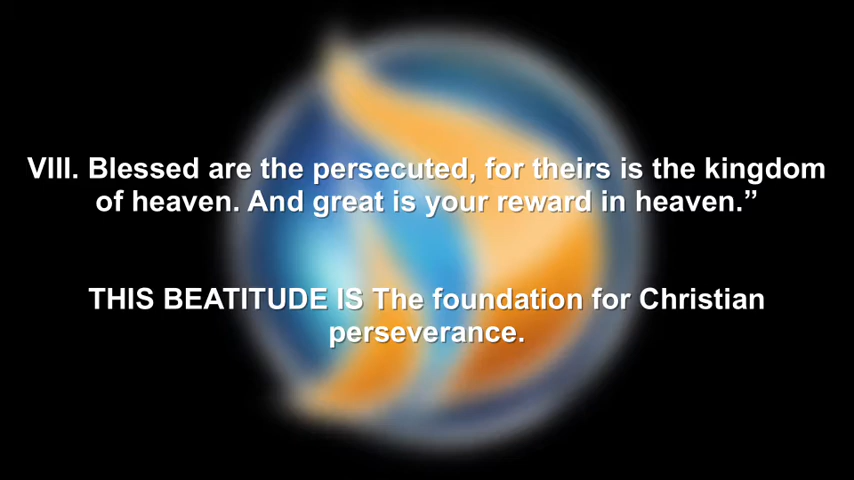 VIII. Blessed are the persecuted, for theirs is the kingdom
of heaven. And great is your reward in heaven.”
THIS BEATITUDE IS The foundation for Christian
perseverance.